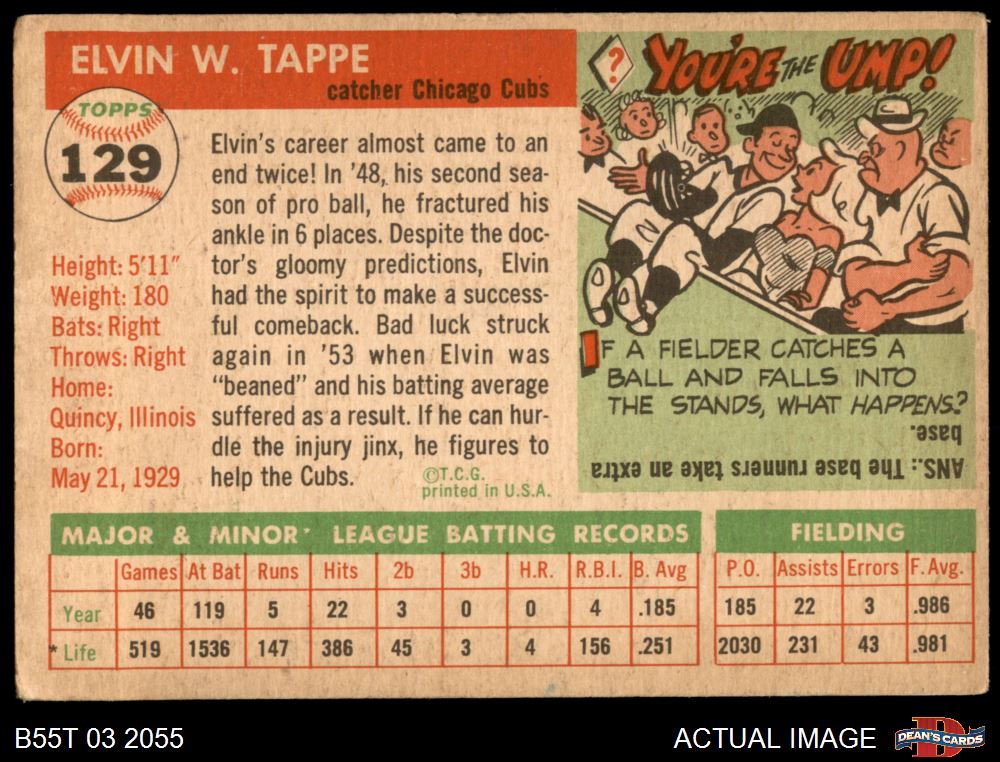 ELVIN W. TAPPE
catcher Chicago Cubs
TOPPS
129
Height: 5'11"
Weight: 180
Bats: Right
Throws: Right
Home:
Quincy, Illinois
Born:
May 21, 1929
Elvin's career almost came to an
end twice! In '48, his second sea-
son of pro ball, he fractured his
ankle in 6 places. Despite the doc-
tor's gloomy predictions, Elvin
had the spirit to make a success-
ful comeback. Bad luck struck
again in '53 when Elvin was
"beaned" and his batting average
suffered as a result. If he can hur-
dle the injury jinx, he figures to
help the Cubs.
©T.C.G.
printed in U.S.A.
? YOU'RE THE UMP!
N
IF A FIELDER CATCHES A
BALL AND FALLS INTO
THE STANDS, WHAT HAPPENS?
ANS.: The base runners take an extra
base.
MAJOR & MINOR* LEAGUE BATTING RECORDS
Games At Bat Runs Hits 2b 3b H.R. R.B.I. B. Avg
Year 46 119 5 22 3 0 0 4 .185
* Life 519 1536 147 386 45 3 4 156 .251
FIELDING
P.O. Assists Errors F. Avg.
185 22 3 .986
2030 231 43 .981
B55T 03 2055
ACTUAL IMAGE
D
DEAN'S CARDS